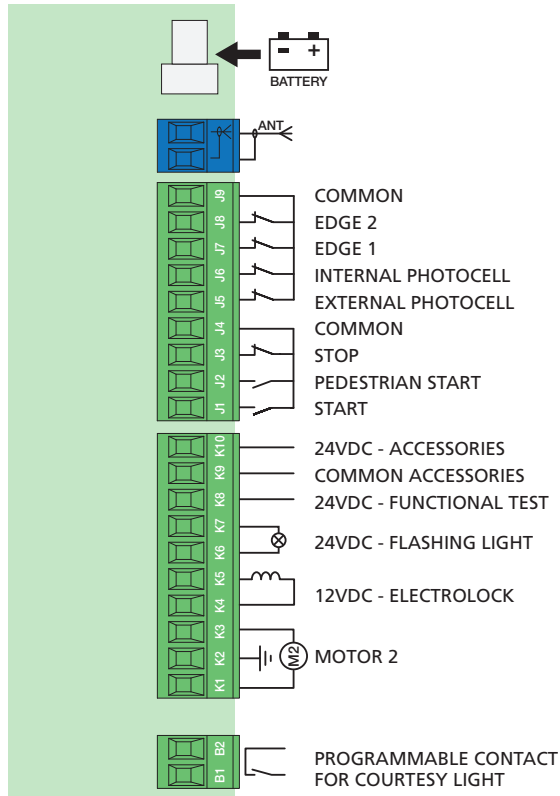 - +
BATTERY
ANT
J9 COMMON
J8 EDGE 2
J7 EDGE 1
J6 INTERNAL PHOTOCELL
J5 EXTERNAL PHOTOCELL
J4 COMMON
J3 STOP
J2 PEDESTRIAN START
J1 START
K10 24VDC - ACCESSORIES
K9 COMMON ACCESSORIES
K8 24VDC - FUNCTIONAL TEST
K7
24VDC - FLASHING LIGHT
K6
K5
12VDC - ELECTROLOCK
K4
K3
K2 M2 MOTOR 2
K1
B2 PROGRAMMABLE CONTACT
B1 FOR COURTESY LIGHT